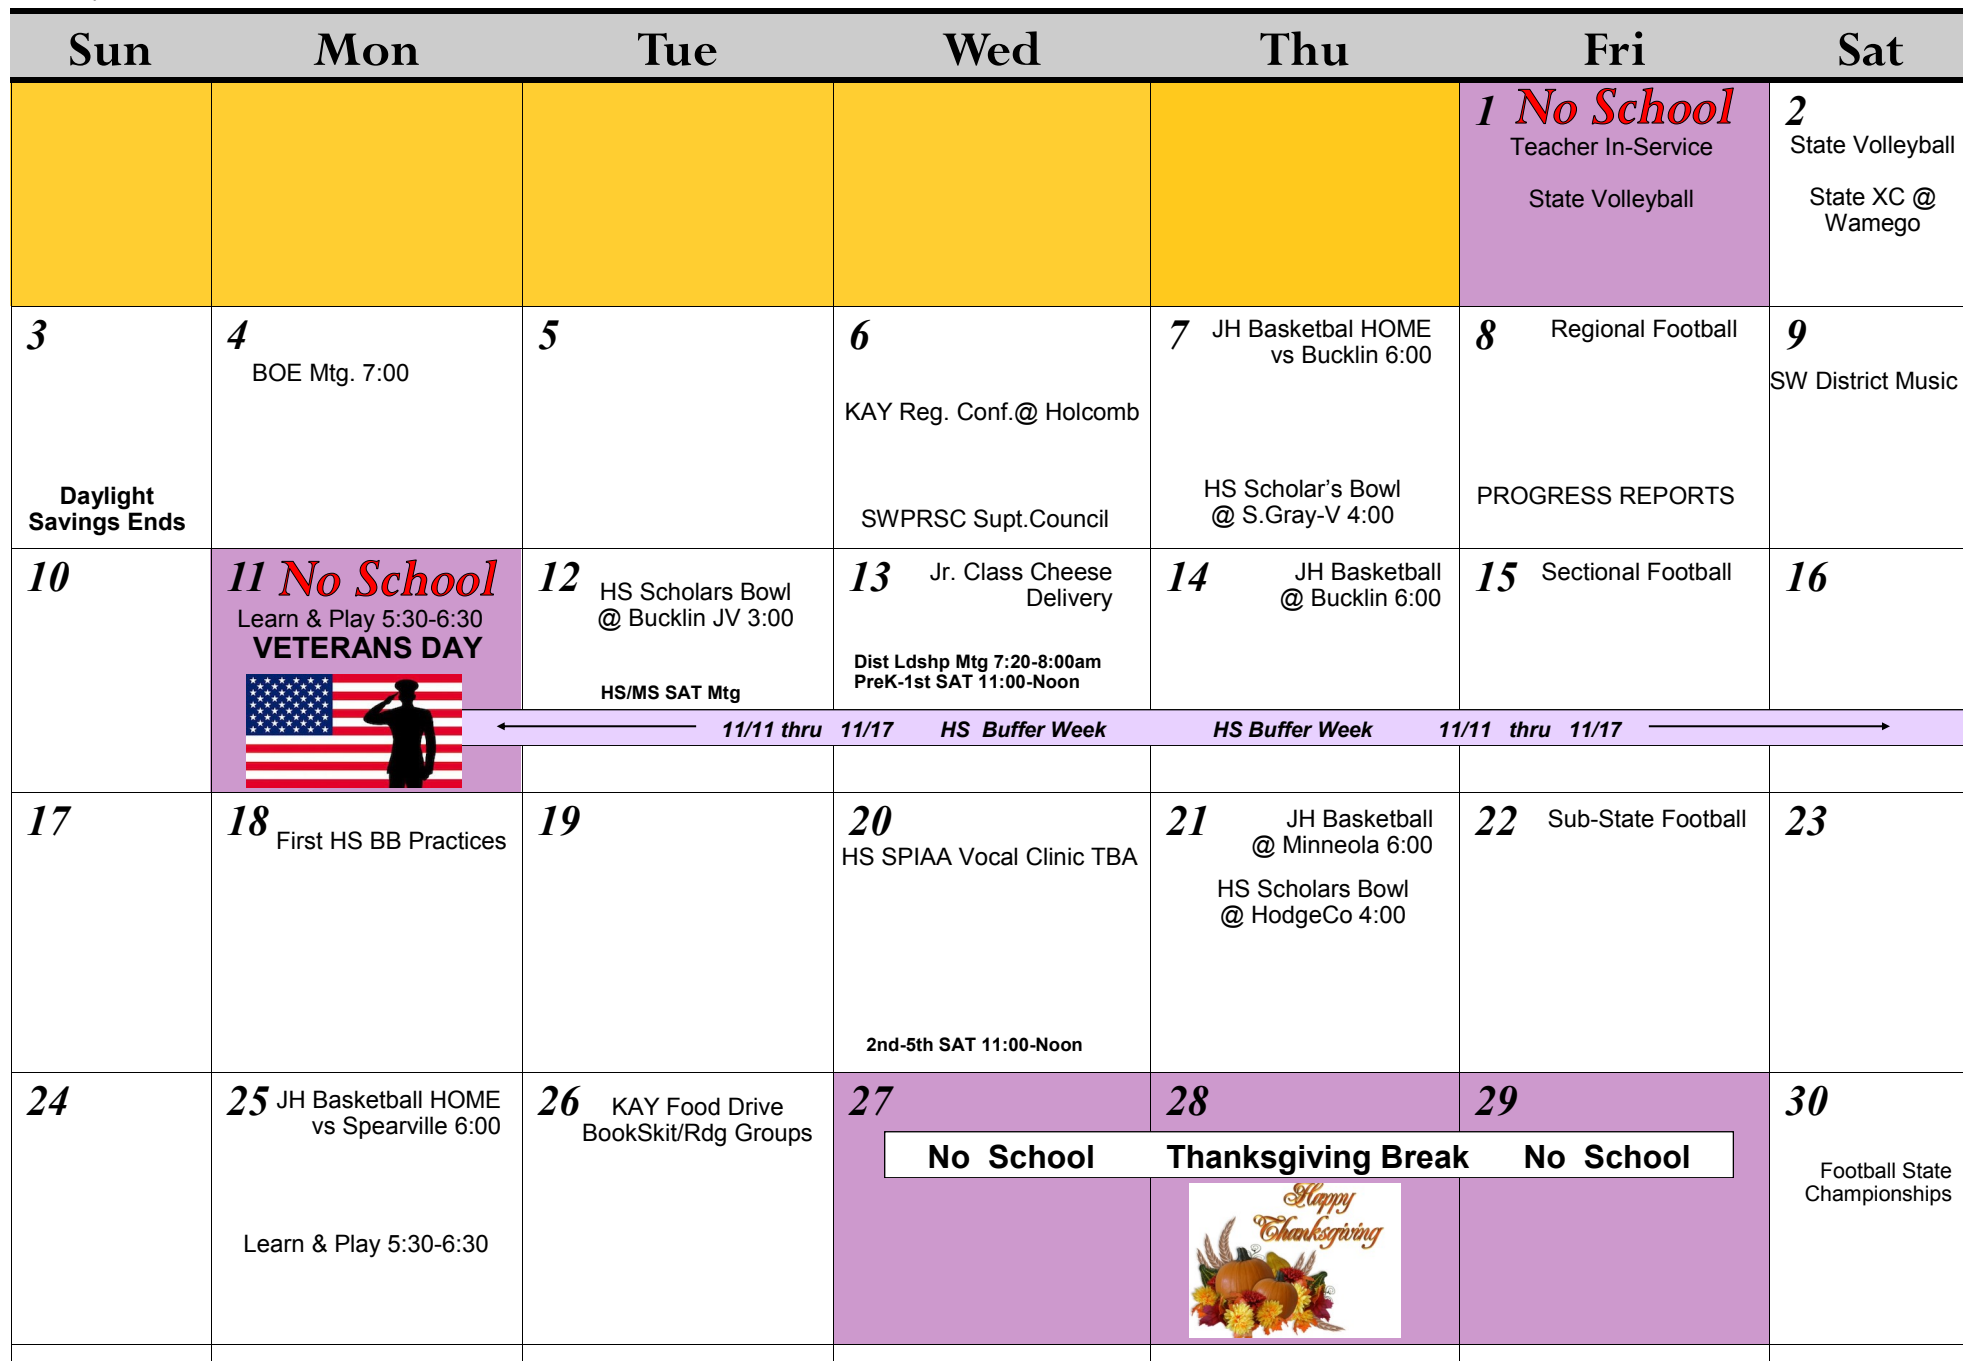 Sun Mon Tue Wed Thu Fri Sat
1 No School
Teacher In-Service
State Volleyball
2
State Volleyball
State XC @
Wamego
3
Daylight
Savings Ends
4
BOE Mtg. 7:00
5
6
KAY Reg. Conf.@ Holcomb
SWPRSC Supt.Council
7 JH Basketbal HOME
vs Bucklin 6:00
HS Scholar’s Bowl
@ S.Gray-V 4:00
8 Regional Football
PROGRESS REPORTS
9
SW District Music
10
11 No School
Learn & Play 5:30-6:30
VETERANS DAY
12 HS Scholars Bowl
@ Bucklin JV 3:00
HS/MS SAT Mtg
13 Jr. Class Cheese
Delivery
Dist Ldshp Mtg 7:20-8:00am
PreK-1st SAT 11:00-Noon
14 JH Basketball
@ Bucklin 6:00
15 Sectional Football
16
11/11 thru 11/17 HS Buffer Week HS Buffer Week 11/11 thru 11/17
17
18 First HS BB Practices
19
20
HS SPIAA Vocal Clinic TBA
2nd-5th SAT 11:00-Noon
21 JH Basketball
@ Minneola 6:00
HS Scholars Bowl
@ HodgeCo 4:00
22 Sub-State Football
23
24
25 JH Basketball HOME
vs Spearville 6:00
Learn & Play 5:30-6:30
26 KAY Food Drive
BookSkit/Rdg Groups
27 28 29
No School Thanksgiving Break No School
Happy
Thanksgiving
30
Football State
Championships